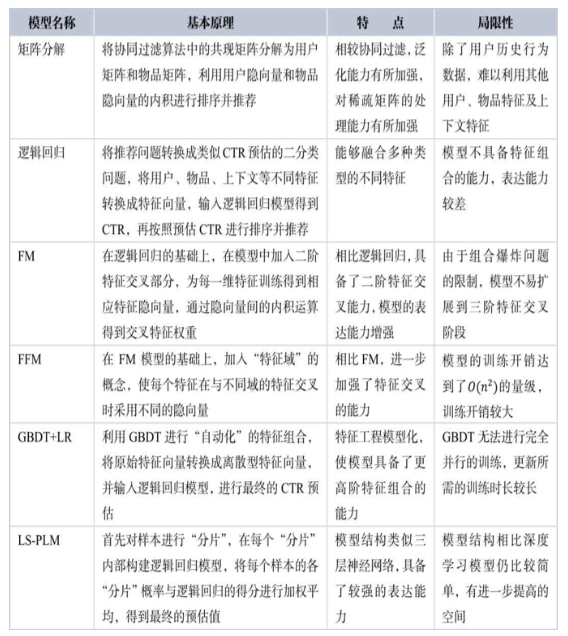 模型名称 基本原理 特 点 局限性
矩阵分解 将协同过滤算法中的共现矩阵分解为用户 相较协同过滤，泛 除了用户历史行为
矩阵和物品矩阵，利用用户隐向量和物品 化能力有所加强， 数据，难以利用其他
隐向量的内积进行排序并推荐 对稀疏矩阵的处 用户、物品特征及上
理能力有所加强 下文特征
逻辑回归 将推荐问题转换成类似 CTR 预估的二分类 能够融合多种类 模型不具备特征组
问题，将用户、物品、上下文等不同特征 型的不同特征 合的能力，表达能力
转换成特征向量，输入逻辑回归模型得到 较差
CTR，再按照预估 CTR 进行排序并推荐
FM 在逻辑回归的基础上，在模型中加入二阶 相比逻辑回归，具 由于组合爆炸问题
特征交叉部分，为每一维特征训练得到相 备了二阶特征交 的限制，模型不易扩
应特征隐向量，通过隐向量间的内积运算 叉能力，模型的表 展到三阶特征交叉
得到交叉特征权重 达能力增强 阶段
FFM 在 FM 模型的基础上，加入“特征域”的 相比 FM，进一步 模型的训练开销达
概念，使每个特征在与不同域的特征交叉 加强了特征交叉 到了O(n²)的量级，
时采用不同的隐向量 的能力 训练开销较大
GBDT+LR 利用 GBDT 进行“自动化”的特征组合， 特征工程模型化， GBDT 无法进行完全
将原始特征向量转换成离散型特征向量， 使模型具备了更 并行的训练，更新所
并输入逻辑回归模型，进行最终的 CTR 预 高阶特征组合的 需的训练时长较长
估 能力
LS-PLM 首先对样本进行“分片”，在每个“分片” 模型结构类似三 模型结构相比深度
内部构建逻辑回归模型，将每个样本的各 层神经网络，具备 学习模型仍比较简
“分片”概率与逻辑回归的得分进行加权平 了较强的表达能 单，有进一步提高的
均，得到最终的预估值 力 空间